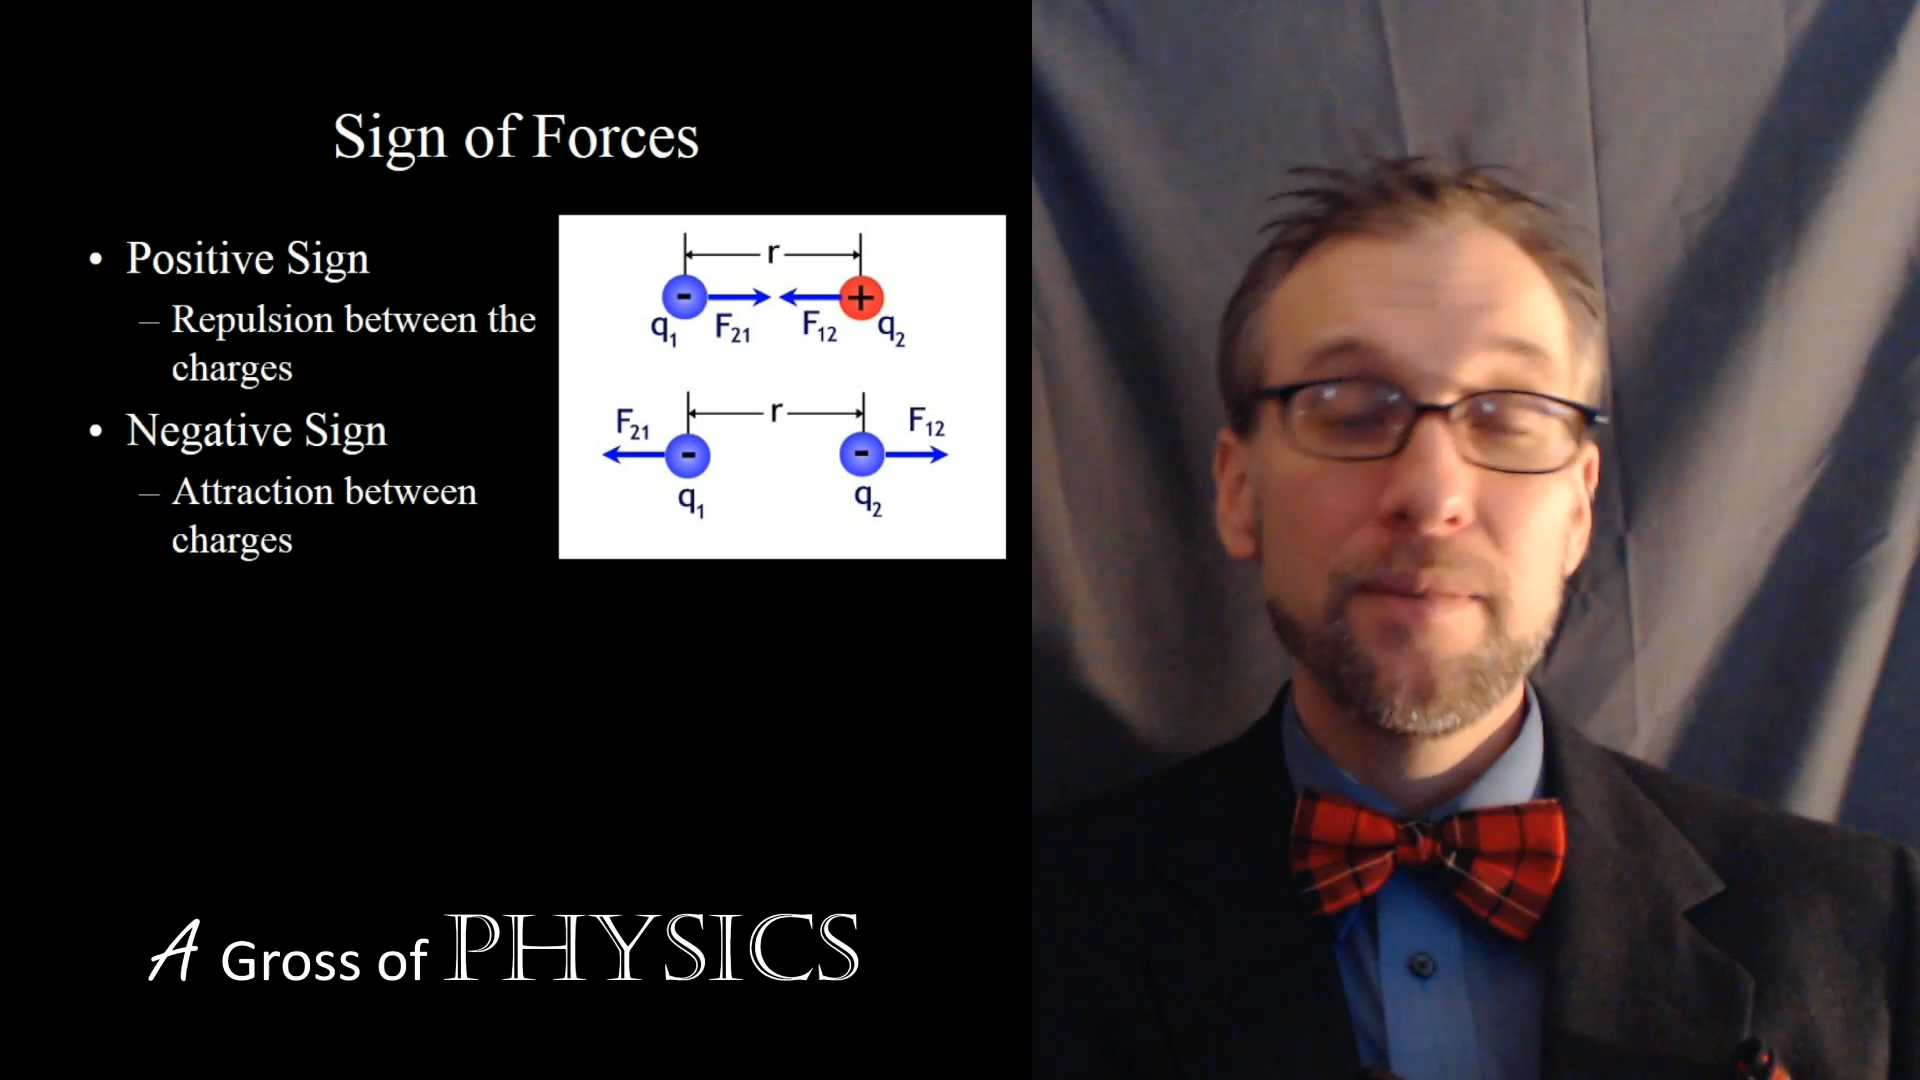 Sign of Forces
• Positive Sign
– Repulsion between the
charges
• Negative Sign
– Attraction between
charges
r
- +
q₁ F₂₁ F₁₂ q₂
F₂₁ r F₁₂
- -
q₁ q₂
A Gross of PHYSICS